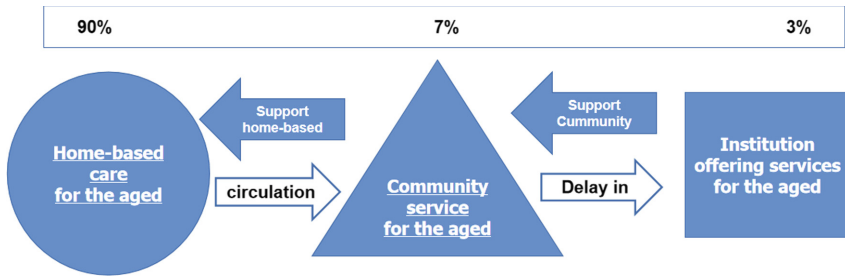 90% 7% 3%
Support
home-based
Support
Cummunity
Home-based
care
for the aged
circulation
Community
service
for the aged
Delay in
Institution
offering services
for the aged